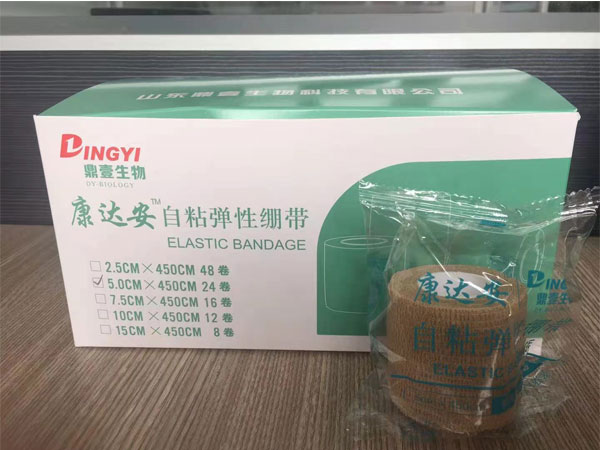 山东鼎壹生物科技有限公司
DINGYI
鼎壹生物
DY-BIOLOGY
康达安™自粘弹性绷带
ELASTIC BANDAGE
2.5CM×450CM 48卷
5.0CM×450CM 24卷
7.5CM×450CM 16卷
10CM×450CM 12卷
15CM×450CM 8卷
DINGYI
鼎壹生物
康达安
自粘弹
ELASTIC